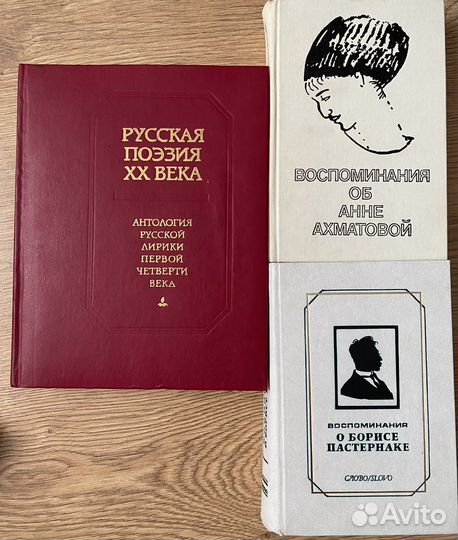 РУССКАЯ
ПОЭЗИЯ
XX ВЕКА
АНТОЛОГИЯ
РУССКОЙ
ЛИРИКИ
ПЕРВОЙ
ЧЕТВЕРТИ
ВЕКА
ВОСПОМИНАНИЯ
ОБ
АННЕ
АХМАТОВОЙ
ВОСПОМИНАНИЯ
О БОРИСЕ
ПАСТЕРНАКЕ
СЛОВО/SLOVO
Avito